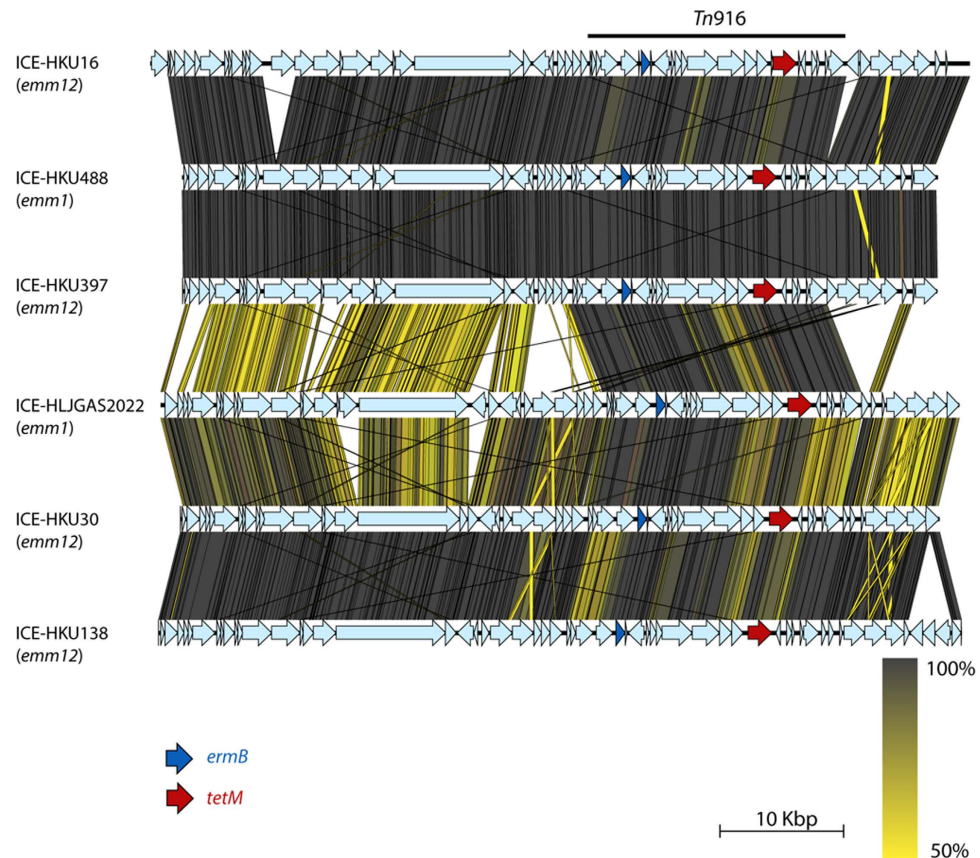 Tn916
ICE-HKU16
(emm12)
ICE-HKU488
(emm1)
ICE-HKU397
(emm12)
ICE-HLJGAS2022
(emm1)
ICE-HKU30
(emm12)
ICE-HKU138
(emm12)
100%
ermB
tetM
10 Kbp
50%